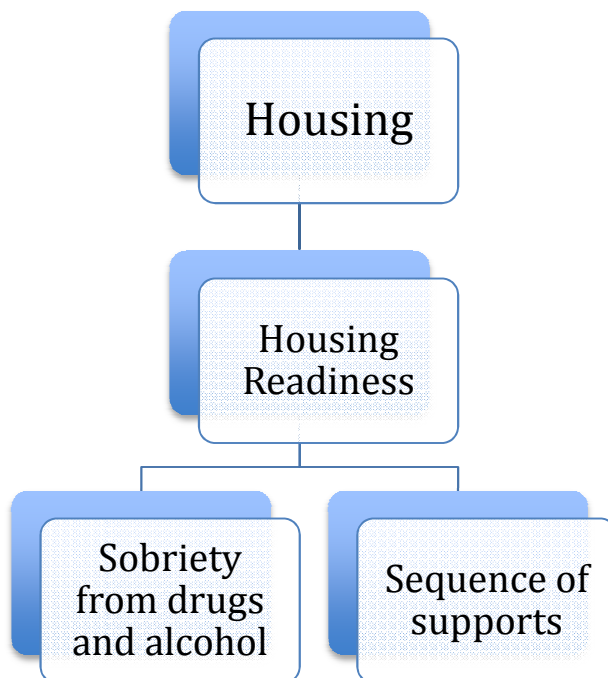 Housing
Housing
Readiness
Sobriety
from drugs
and alcohol
Sequence of
supports